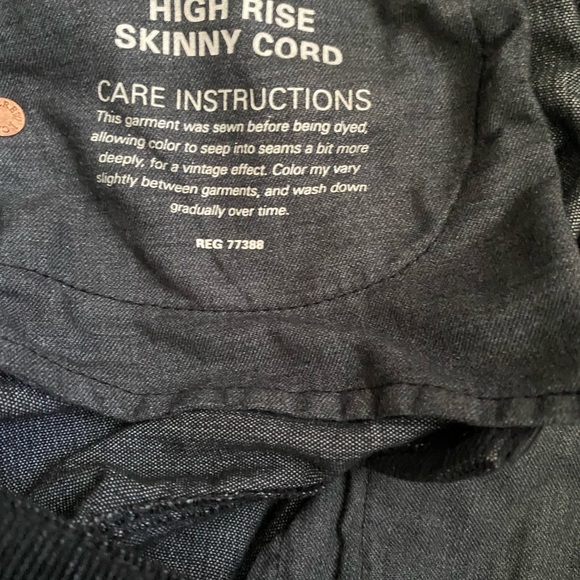 HIGH RISE
SKINNY CORD
CARE INSTRUCTIONS
This garment was sewn before being dyed,
allowing color to seep into seams a bit more
deeply, for a vintage effect. Color my vary
slightly between garments, and wash down
gradually over time.
REG 77388